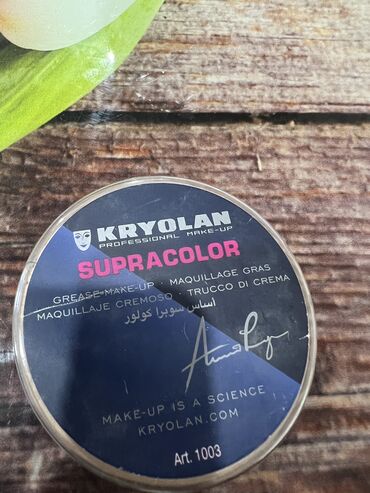 KRYOLAN
PROFESSIONAL MAKE-UP
SUPRACOLOR
GREASE-MAKE-UP · MAQUILLAGE GRAS
MAQUILLAJE CREMOSO · TRUCCO DI CREMA
اساس سوبرا كولور
MAKE-UP IS A SCIENCE
KRYOLAN.COM
Art. 1003